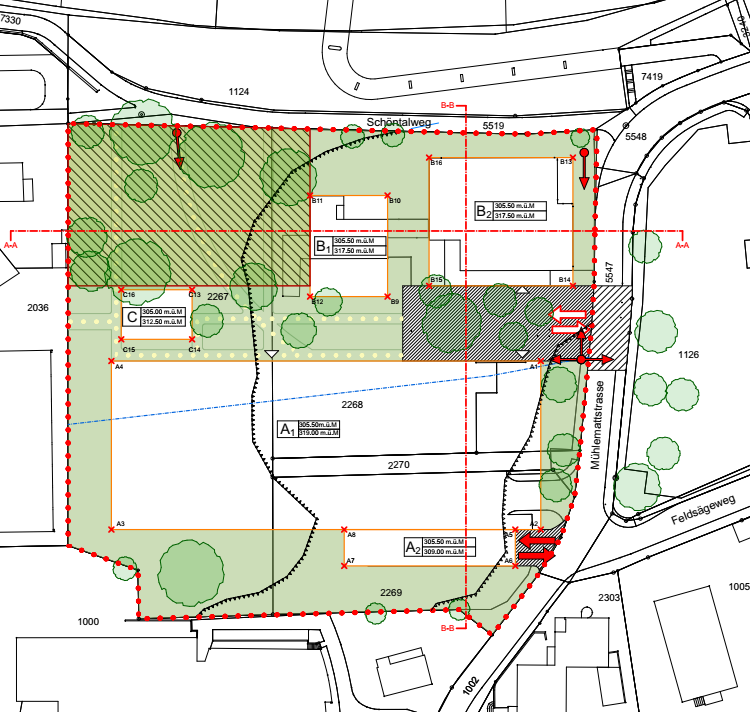 7330
1124
Schöntalweg
B-B
5519
7419
5548
B16
B13
B11
B10
B2
305.50 m.ü.M
317.50 m.ü.M
B1
305.50 m.ü.M
317.50 m.ü.M
A-A
A-A
B15
B14
5547
C16
C13
2267
B12
B9
2036
C
305.00 m.ü.M
312.50 m.ü.M
C15
C14
A4
A1
1126
2268
A1
305.50m.ü.M
319.00 m.ü.M
Mühlemattstrasse
2270
Feldsägeweg
A3
A8
A5
A2
A2
305.50 m.ü.M
309.00 m.ü.M
A7
A6
2269
2303
1005
1000
B-B
1002